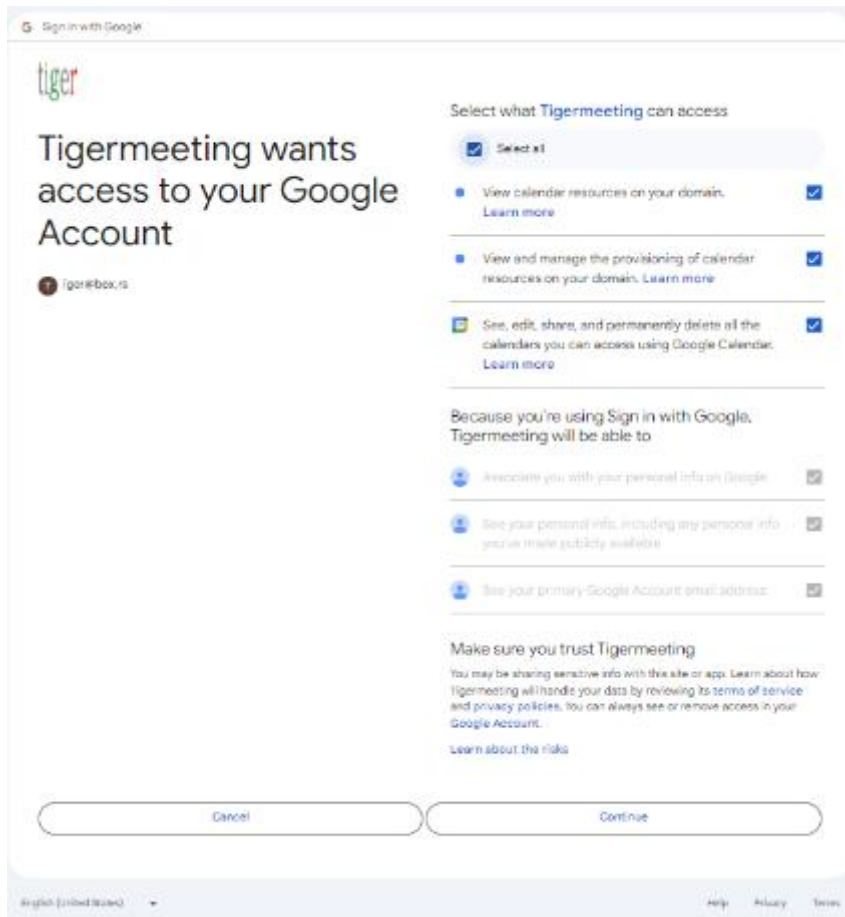 Sign in with Google
tiger
Tigermeeting wants
access to your Google
Account
Select what Tigermeeting can access
Select all
View calendar resources on your domain.
Learn more
View and manage the provisioning of calendar
resources on your domain. Learn more
See, edit, share, and permanently delete all the
calendars you can access using Google Calendar.
Learn more
Because you're using Sign in with Google,
Tigermeeting will be able to
Associate you with your personal info on Google
See your personal info, including any personal info
you've made publicly available
See your primary Google Account email address
Make sure you trust Tigermeeting
You may be sharing sensitive info with this site or app. Learn about how
Tigermeeting will handle your data by reviewing its terms of service
and privacy policies. You can always see or remove access in your
Google Account.
Learn about the risks
Cancel
Continue
English (United States)
Help Privacy Terms